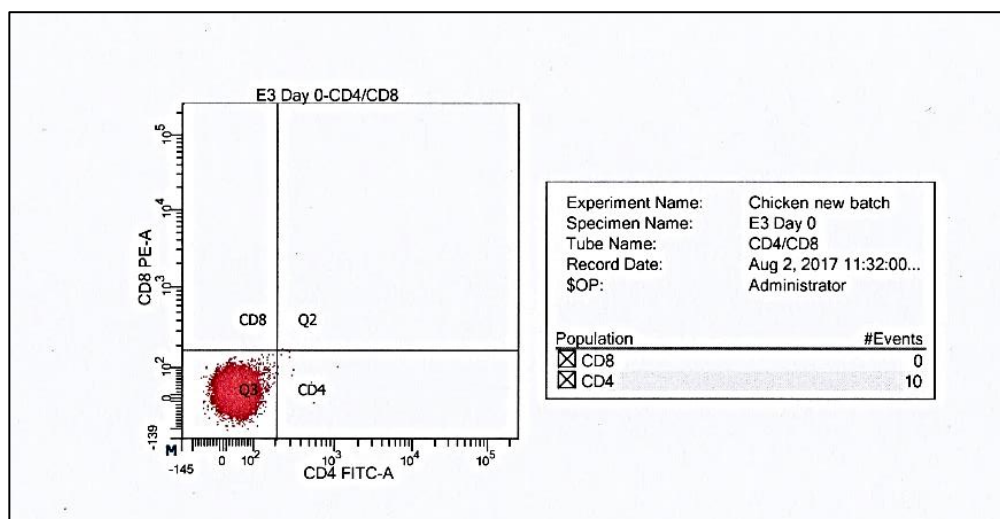 E3 Day 0-CD4/CD8
CD8 PE-A
10^5
10^4
10^3
10^2
0
-139
CD8 Q2
Q3 CD4
M
-145 0 10^2 10^3 10^4 10^5
CD4 FITC-A
Experiment Name: Chicken new batch
Specimen Name: E3 Day 0
Tube Name: CD4/CD8
Record Date: Aug 2, 2017 11:32:00...
$OP: Administrator
Population #Events
CD8 0
CD4 10